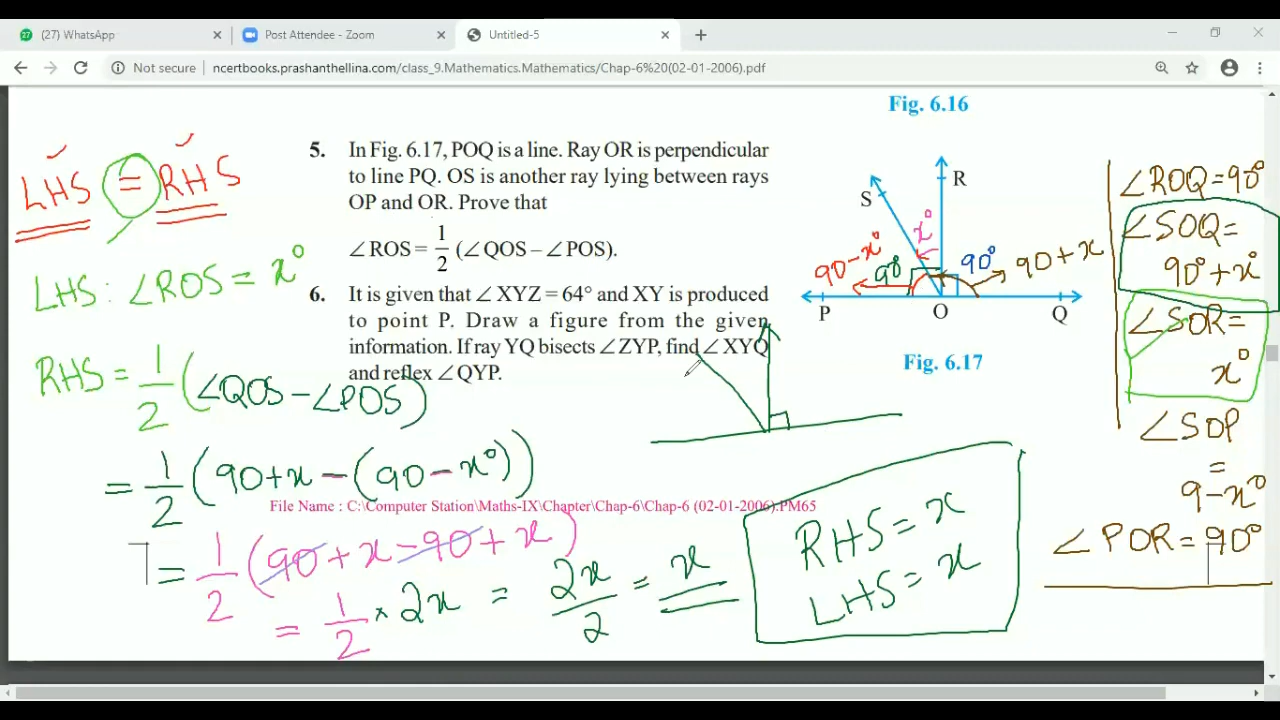 (27) WhatsApp
Post Attendee - Zoom
Untitled-5
Not secure | ncertbooks.prashanthellina.com/class_9.Mathematics.Mathematics/Chap-6%20(02-01-2006).pdf
Fig. 6.16
5. In Fig. 6.17, POQ is a line. Ray OR is perpendicular
to line PQ. OS is another ray lying between rays
OP and OR. Prove that
∠ROS = 1/2 (∠QOS – ∠POS).
6. It is given that ∠ XYZ = 64° and XY is produced
to point P. Draw a figure from the given
information. If ray YQ bisects ∠ZYP, find ∠XYQ
and reflex ∠QYP.
File Name : C:\Computer Station\Maths-IX\Chapter\Chap-6\Chap-6 (02-01-2006).PM65
LHS = RHS
LHS : ∠ROS = x°
RHS = 1/2 (∠QOS – ∠POS)
= 1/2 (90+x – (90 – x°))
= 1/2 (90 + x – 90 + x)
= 1/2 × 2x = 2x/2 = x
S
R
x°
90–x°
90°
90°
90+x
P
O
Q
Fig. 6.17
RHS = x
LHS = x
∠ROQ = 90°
∠SOQ =
90° + x°
∠SOR =
x°
∠SOP
=
9–x°
∠POR = 90°